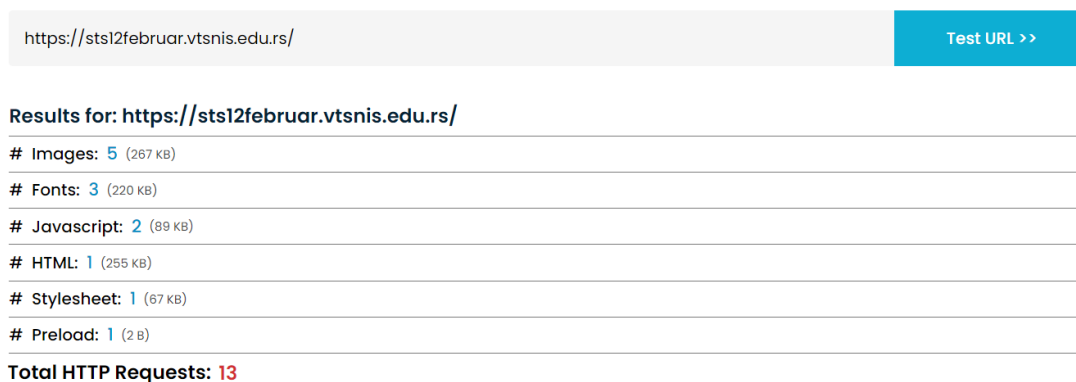 https://sts12februar.vtsnis.edu.rs/ Test URL >>
Results for: https://sts12februar.vtsnis.edu.rs/
# Images: 5 (267 KB)
# Fonts: 3 (220 KB)
# Javascript: 2 (89 KB)
# HTML: 1 (255 KB)
# Stylesheet: 1 (67 KB)
# Preload: 1 (2 B)
Total HTTP Requests: 13